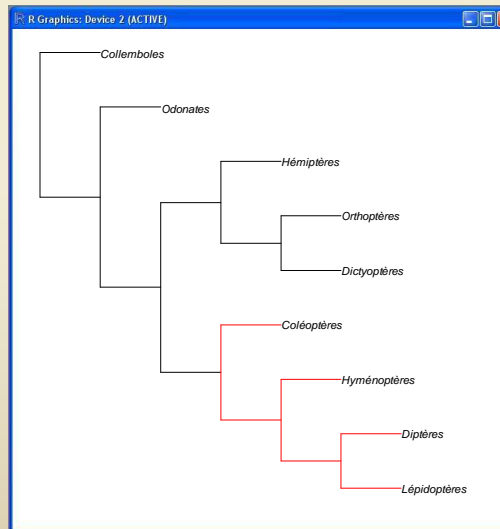 R Graphics: Device 2 (ACTIVE)
Collemboles
Odonates
Hémiptères
Orthoptères
Dictyoptères
Coléoptères
Hyménoptères
Diptères
Lépidoptères